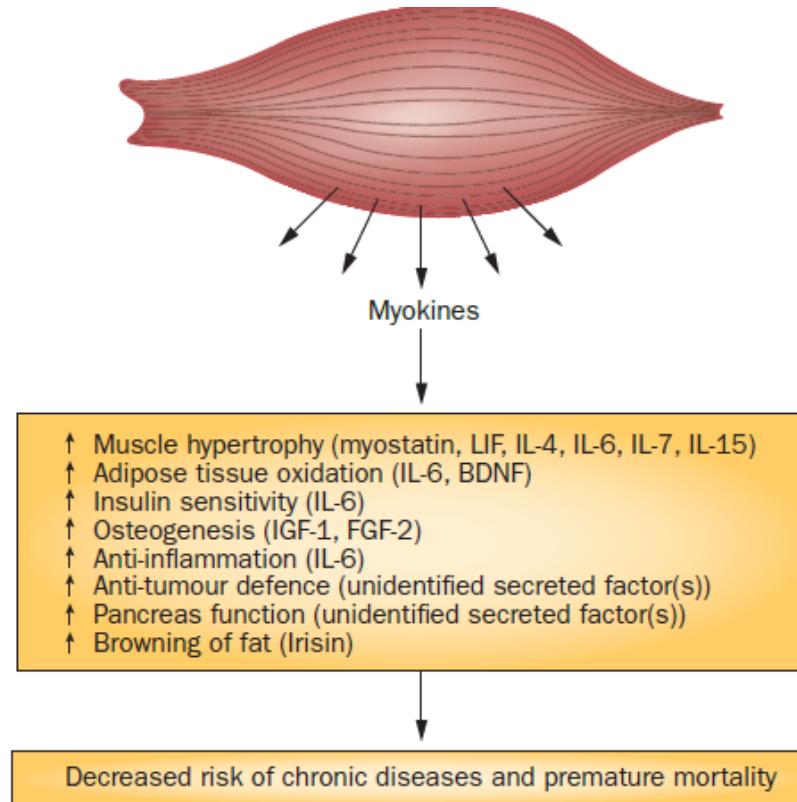 Myokines
↑ Muscle hypertrophy (myostatin, LIF, IL-4, IL-6, IL-7, IL-15)
↑ Adipose tissue oxidation (IL-6, BDNF)
↑ Insulin sensitivity (IL-6)
↑ Osteogenesis (IGF-1, FGF-2)
↑ Anti-inflammation (IL-6)
↑ Anti-tumour defence (unidentified secreted factor(s))
↑ Pancreas function (unidentified secreted factor(s))
↑ Browning of fat (Irisin)
Decreased risk of chronic diseases and premature mortality